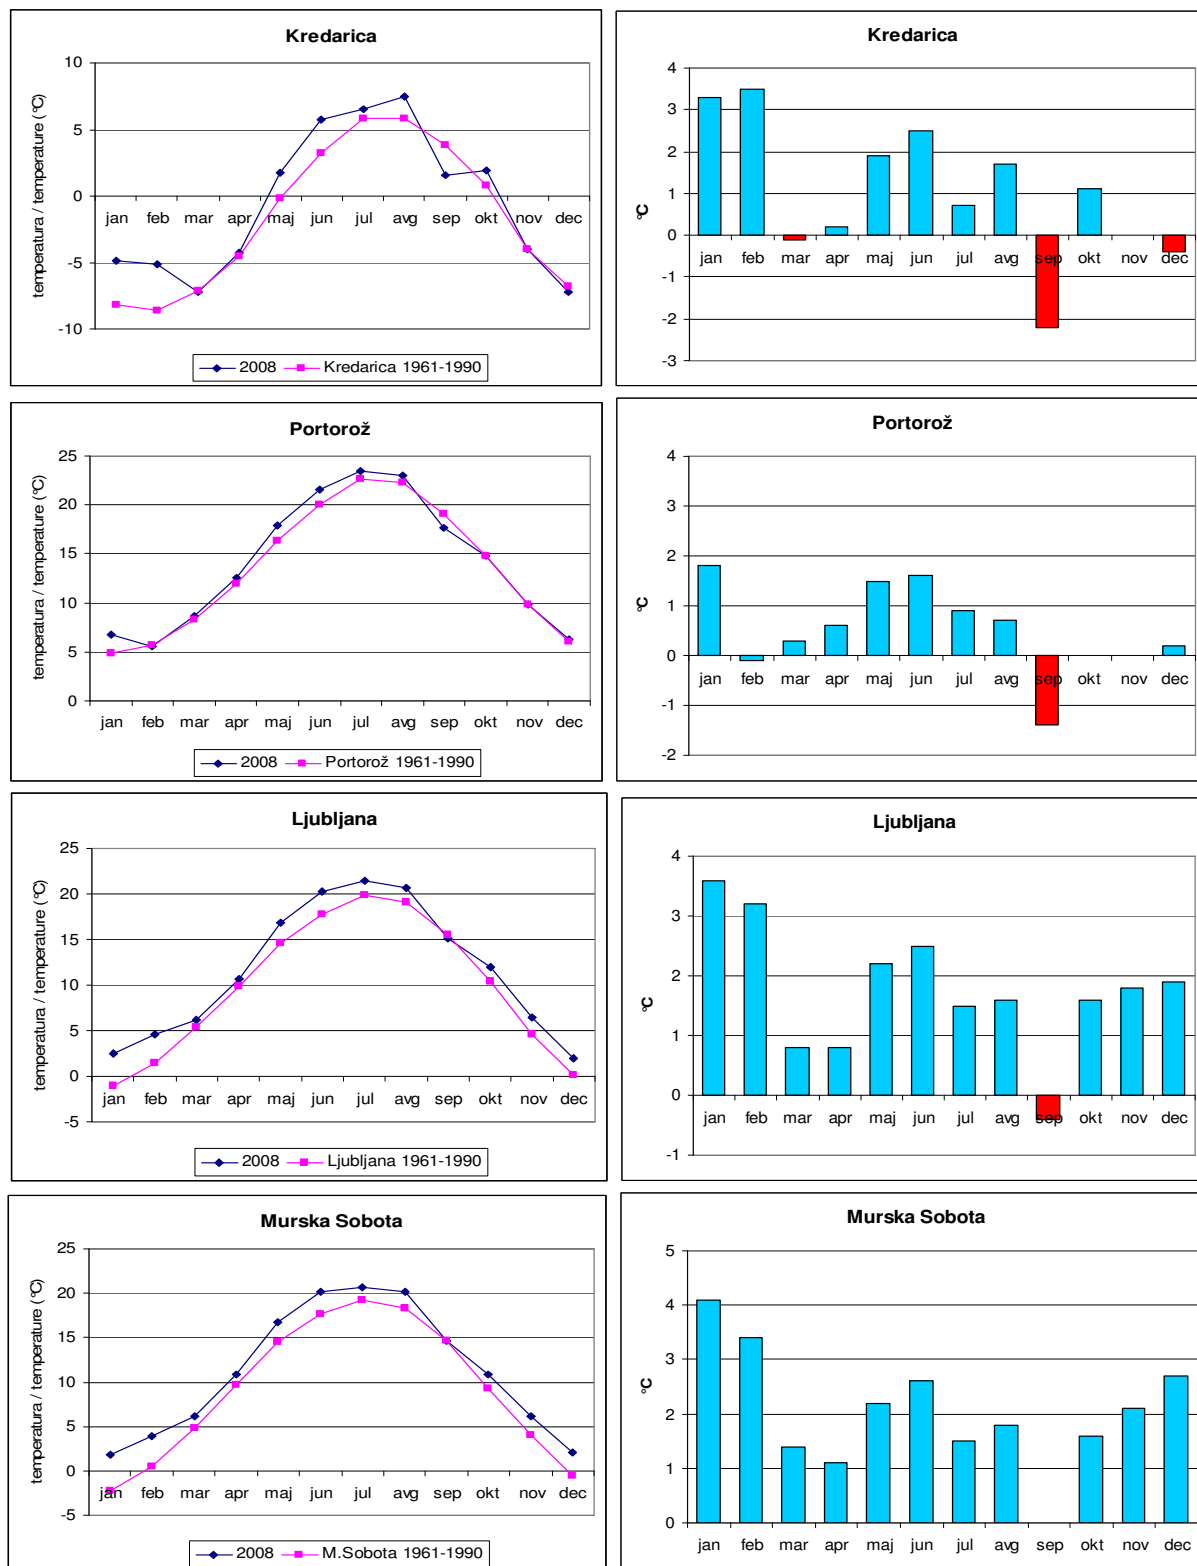 Kredarica
temperatura / temperature (°C)
10
5
0
-5
-10
jan feb mar apr maj jun jul avg sep okt nov dec
2008 Kredarica 1961-1990
Kredarica
°C
4
3
2
1
0
-1
-2
-3
jan feb mar apr maj jun jul avg sep okt nov dec
Portorož
temperatura / temperature (°C)
25
20
15
10
5
0
jan feb mar apr maj jun jul avg sep okt nov dec
2008 Portorož 1961-1990
Portorož
°C
4
3
2
1
0
-1
-2
jan feb mar apr maj jun jul avg sep okt nov dec
Ljubljana
temperatura / temperature (°C)
25
20
15
10
5
0
-5
jan feb mar apr maj jun jul avg sep okt nov dec
2008 Ljubljana 1961-1990
Ljubljana
°C
4
3
2
1
0
-1
jan feb mar apr maj jun jul avg sep okt nov dec
Murska Sobota
temperatura / temperature (°C)
25
20
15
10
5
0
-5
jan feb mar apr maj jun jul avg sep okt nov dec
2008 M.Sobota 1961-1990
Murska Sobota
°C
5
4
3
2
1
0
jan feb mar apr maj jun jul avg sep okt nov dec